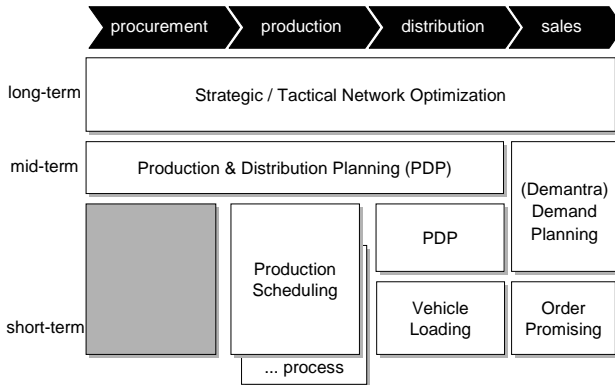 procurement production distribution sales
long-term
Strategic / Tactical Network Optimization
mid-term
Production & Distribution Planning (PDP)
(Demantra)
Demand
Planning
PDP
Production
Scheduling
short-term
Vehicle
Loading
Order
Promising
... process